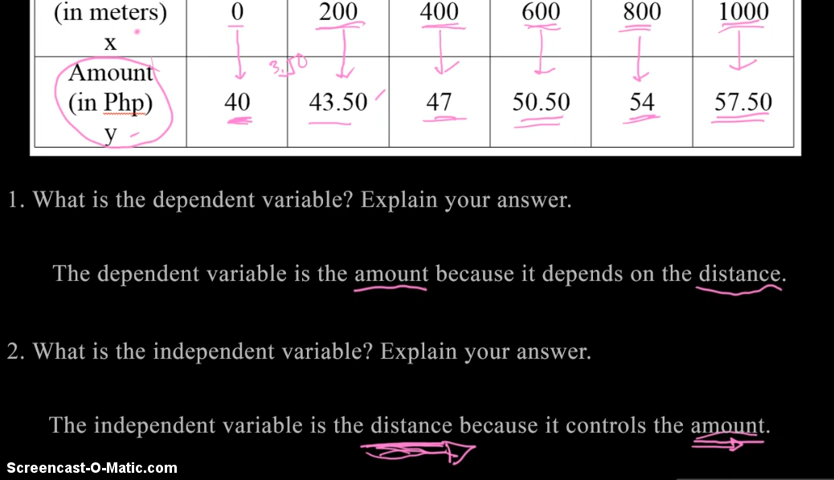 (in meters) 0 200 400 600 800 1000
x
3.50
Amount
(in Php) 40 43.50 47 50.50 54 57.50
y
1. What is the dependent variable? Explain your answer.
The dependent variable is the amount because it depends on the distance.
2. What is the independent variable? Explain your answer.
The independent variable is the distance because it controls the amount.
Screencast-O-Matic.com